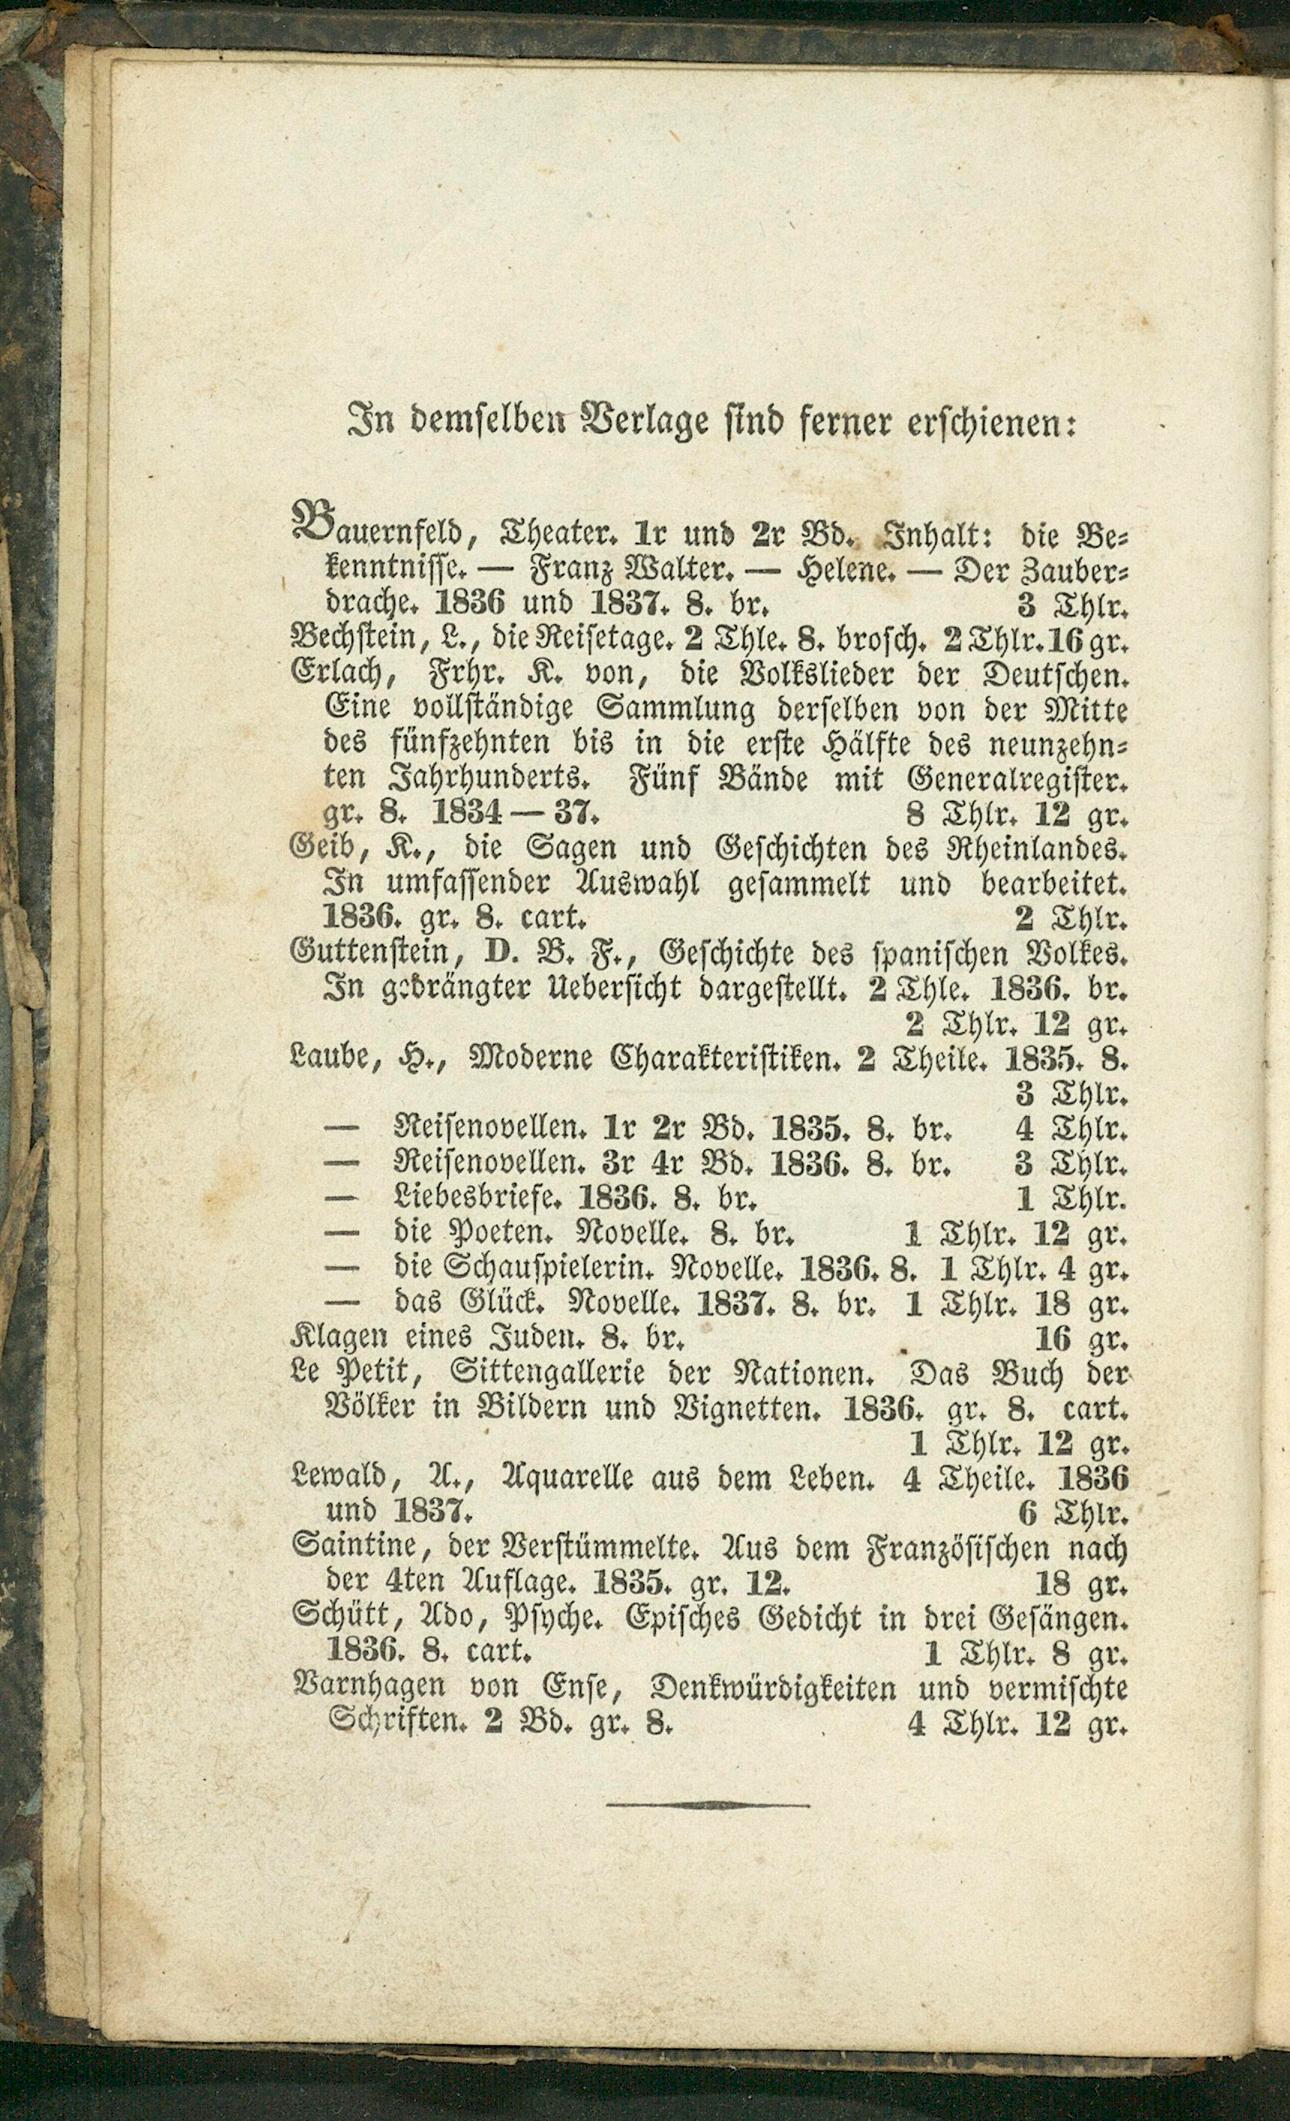 In demselben Verlage sind ferner erschienen:
Bauernfeld, Theater. 1r und 2r Bd. Inhalt: die Be-
kenntnisse. — Franz Walter. — Helene. — Der Zauber-
drache. 1836 und 1837. 8. br. 3 Thlr.
Bechstein, L., die Reisetage. 2 Thle. 8. brosch. 2 Thlr. 16 gr.
Erlach, Frhr. K. von, die Volkslieder der Deutschen.
Eine vollständige Sammlung derselben von der Mitte
des fünfzehnten bis in die erste Hälfte des neunzehn-
ten Jahrhunderts. Fünf Bände mit Generalregister.
gr. 8. 1834 — 37. 8 Thlr. 12 gr.
Geib, K., die Sagen und Geschichten des Rheinlandes.
In umfassender Auswahl gesammelt und bearbeitet.
1836. gr. 8. cart. 2 Thlr.
Guttenstein, D. B. F., Geschichte des spanischen Volkes.
In gedrängter Uebersicht dargestellt. 2 Thle. 1836. br.
2 Thlr. 12 gr.
Laube, H., Moderne Charakteristiken. 2 Theile. 1835. 8.
3 Thlr.
— Reisenovellen. 1r 2r Bd. 1835. 8. br. 4 Thlr.
— Reisenovellen. 3r 4r Bd. 1836. 8. br. 3 Thlr.
— Liebesbriefe. 1836. 8. br. 1 Thlr.
— die Poeten. Novelle. 8. br. 1 Thlr. 12 gr.
— die Schauspielerin. Novelle. 1836. 8. 1 Thlr. 4 gr.
— das Glück. Novelle. 1837. 8. br. 1 Thlr. 18 gr.
Klagen eines Juden. 8. br. 16 gr.
Le Petit, Sittengallerie der Nationen. Das Buch der
Völker in Bildern und Vignetten. 1836. gr. 8. cart.
1 Thlr. 12 gr.
Lewald, A., Aquarelle aus dem Leben. 4 Theile. 1836
und 1837. 6 Thlr.
Saintine, der Verstümmelte. Aus dem Französischen nach
der 4ten Auflage. 1835. gr. 12. 18 gr.
Schütt, Ado, Psyche. Episches Gedicht in drei Gesängen.
1836. 8. cart. 1 Thlr. 8 gr.
Varnhagen von Ense, Denkwürdigkeiten und vermischte
Schriften. 2 Bd. gr. 8. 4 Thlr. 12 gr.